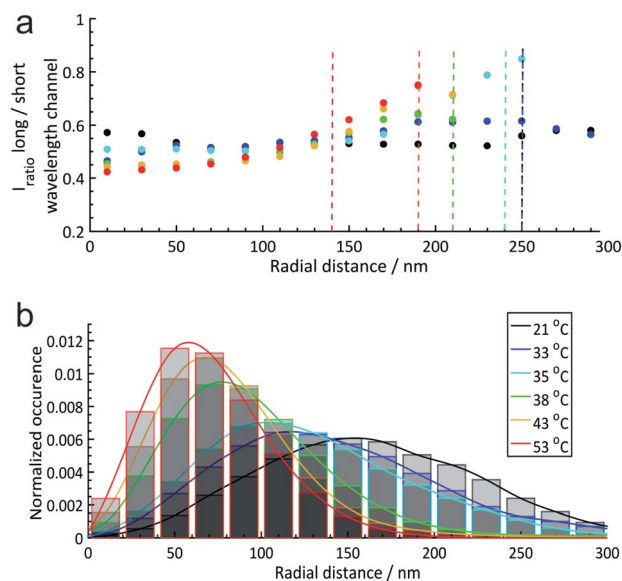 a
I_ratio long / short
wavelength channel
1
0.8
0.6
0.4
0.2
0 50 100 150 200 250 300
Radial distance / nm
b
Normalized occurence
0.012
0.010
0.008
0.006
0.004
0.002
0
21 °C
33 °C
35 °C
38 °C
43 °C
53 °C
0 50 100 150 200 250 300
Radial distance / nm